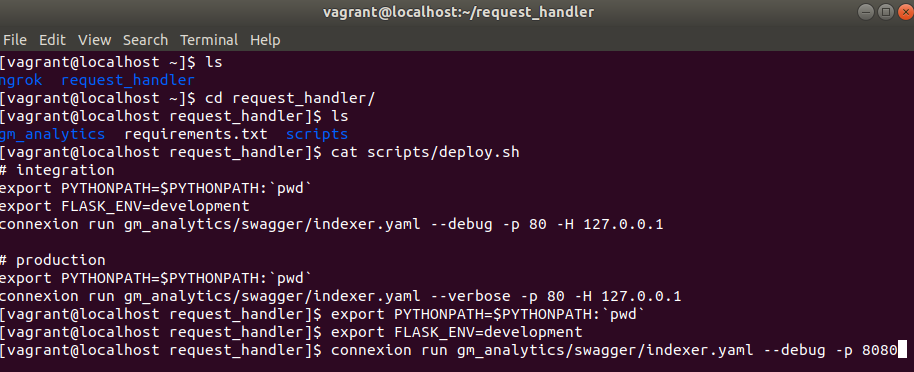 vagrant@localhost:~/request_handler
File Edit View Search Terminal Help
[vagrant@localhost ~]$ ls
ngrok request_handler
[vagrant@localhost ~]$ cd request_handler/
[vagrant@localhost request_handler]$ ls
gm_analytics requirements.txt scripts
[vagrant@localhost request_handler]$ cat scripts/deploy.sh
# integration
export PYTHONPATH=$PYTHONPATH:`pwd`
export FLASK_ENV=development
connexion run gm_analytics/swagger/indexer.yaml --debug -p 80 -H 127.0.0.1
# production
export PYTHONPATH=$PYTHONPATH:`pwd`
connexion run gm_analytics/swagger/indexer.yaml --verbose -p 80 -H 127.0.0.1
[vagrant@localhost request_handler]$ export PYTHONPATH=$PYTHONPATH:`pwd`
[vagrant@localhost request_handler]$ export FLASK_ENV=development
[vagrant@localhost request_handler]$ connexion run gm_analytics/swagger/indexer.yaml --debug -p 8080